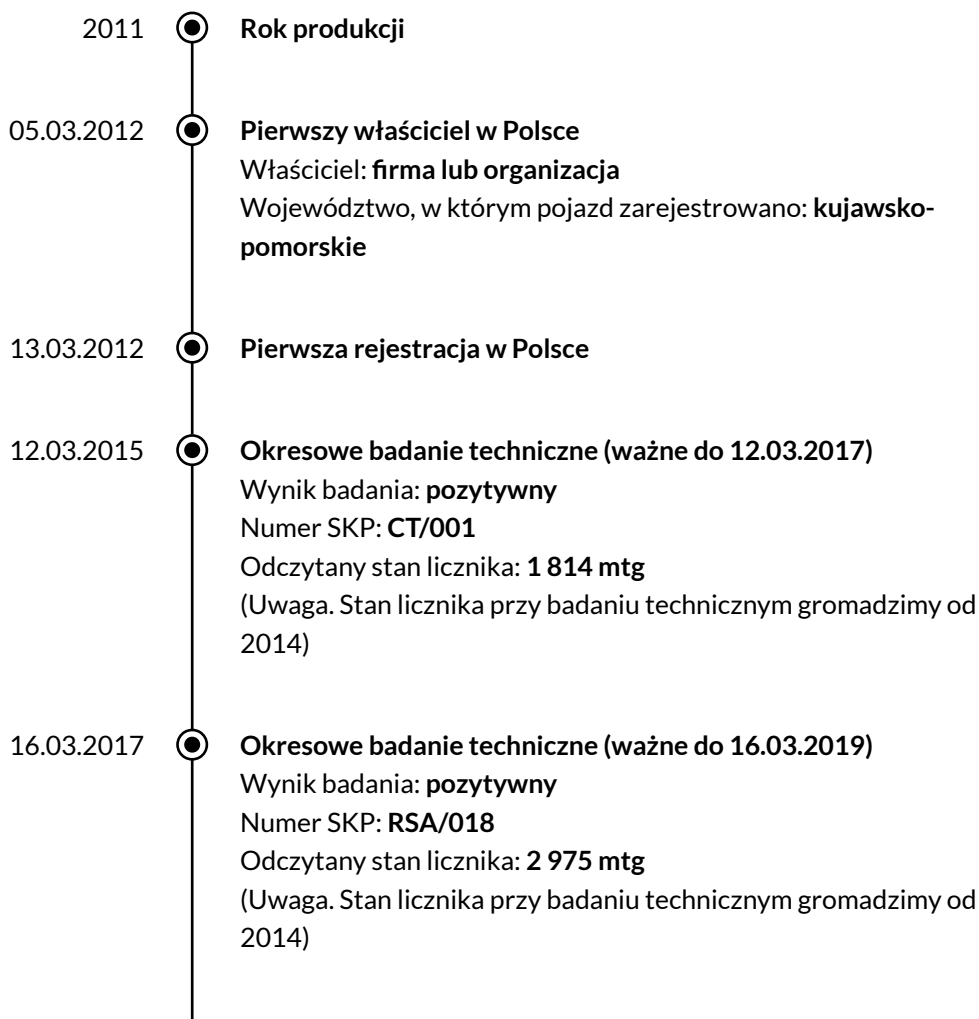 2011 Rok produkcji
05.03.2012 Pierwszy właściciel w Polsce
Właściciel: firma lub organizacja
Województwo, w którym pojazd zarejestrowano: kujawsko-
pomorskie
13.03.2012 Pierwsza rejestracja w Polsce
12.03.2015 Okresowe badanie techniczne (ważne do 12.03.2017)
Wynik badania: pozytywny
Numer SKP: CT/001
Odczytany stan licznika: 1 814 mtg
(Uwaga. Stan licznika przy badaniu technicznym gromadzimy od
2014)
16.03.2017 Okresowe badanie techniczne (ważne do 16.03.2019)
Wynik badania: pozytywny
Numer SKP: RSA/018
Odczytany stan licznika: 2 975 mtg
(Uwaga. Stan licznika przy badaniu technicznym gromadzimy od
2014)